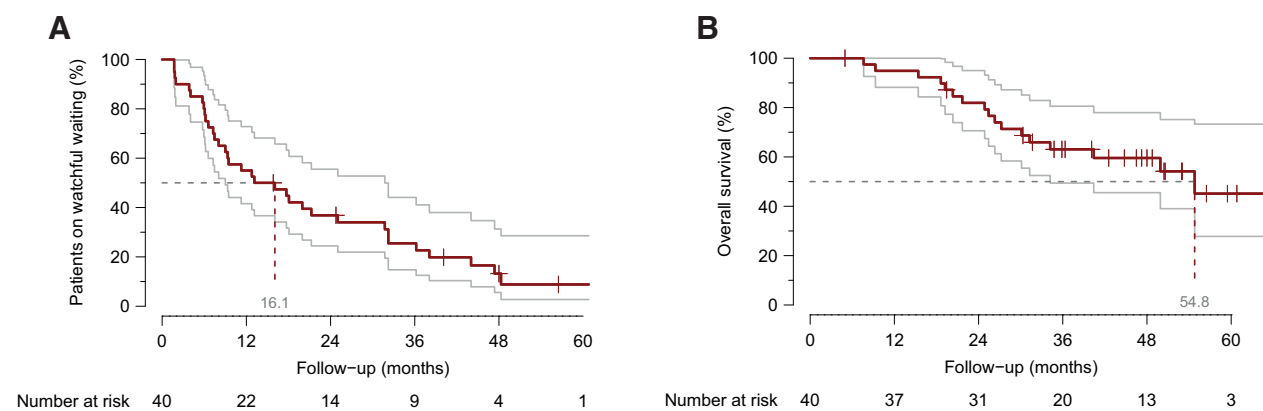 A
Patients on watchful waiting (%)
100
80
60
40
20
0
16.1
0 12 24 36 48 60
Follow−up (months)
Number at risk 40 22 14 9 4 1
B
Overall survival (%)
100
80
60
40
20
0
54.8
0 12 24 36 48 60
Follow−up (months)
Number at risk 40 37 31 20 13 3